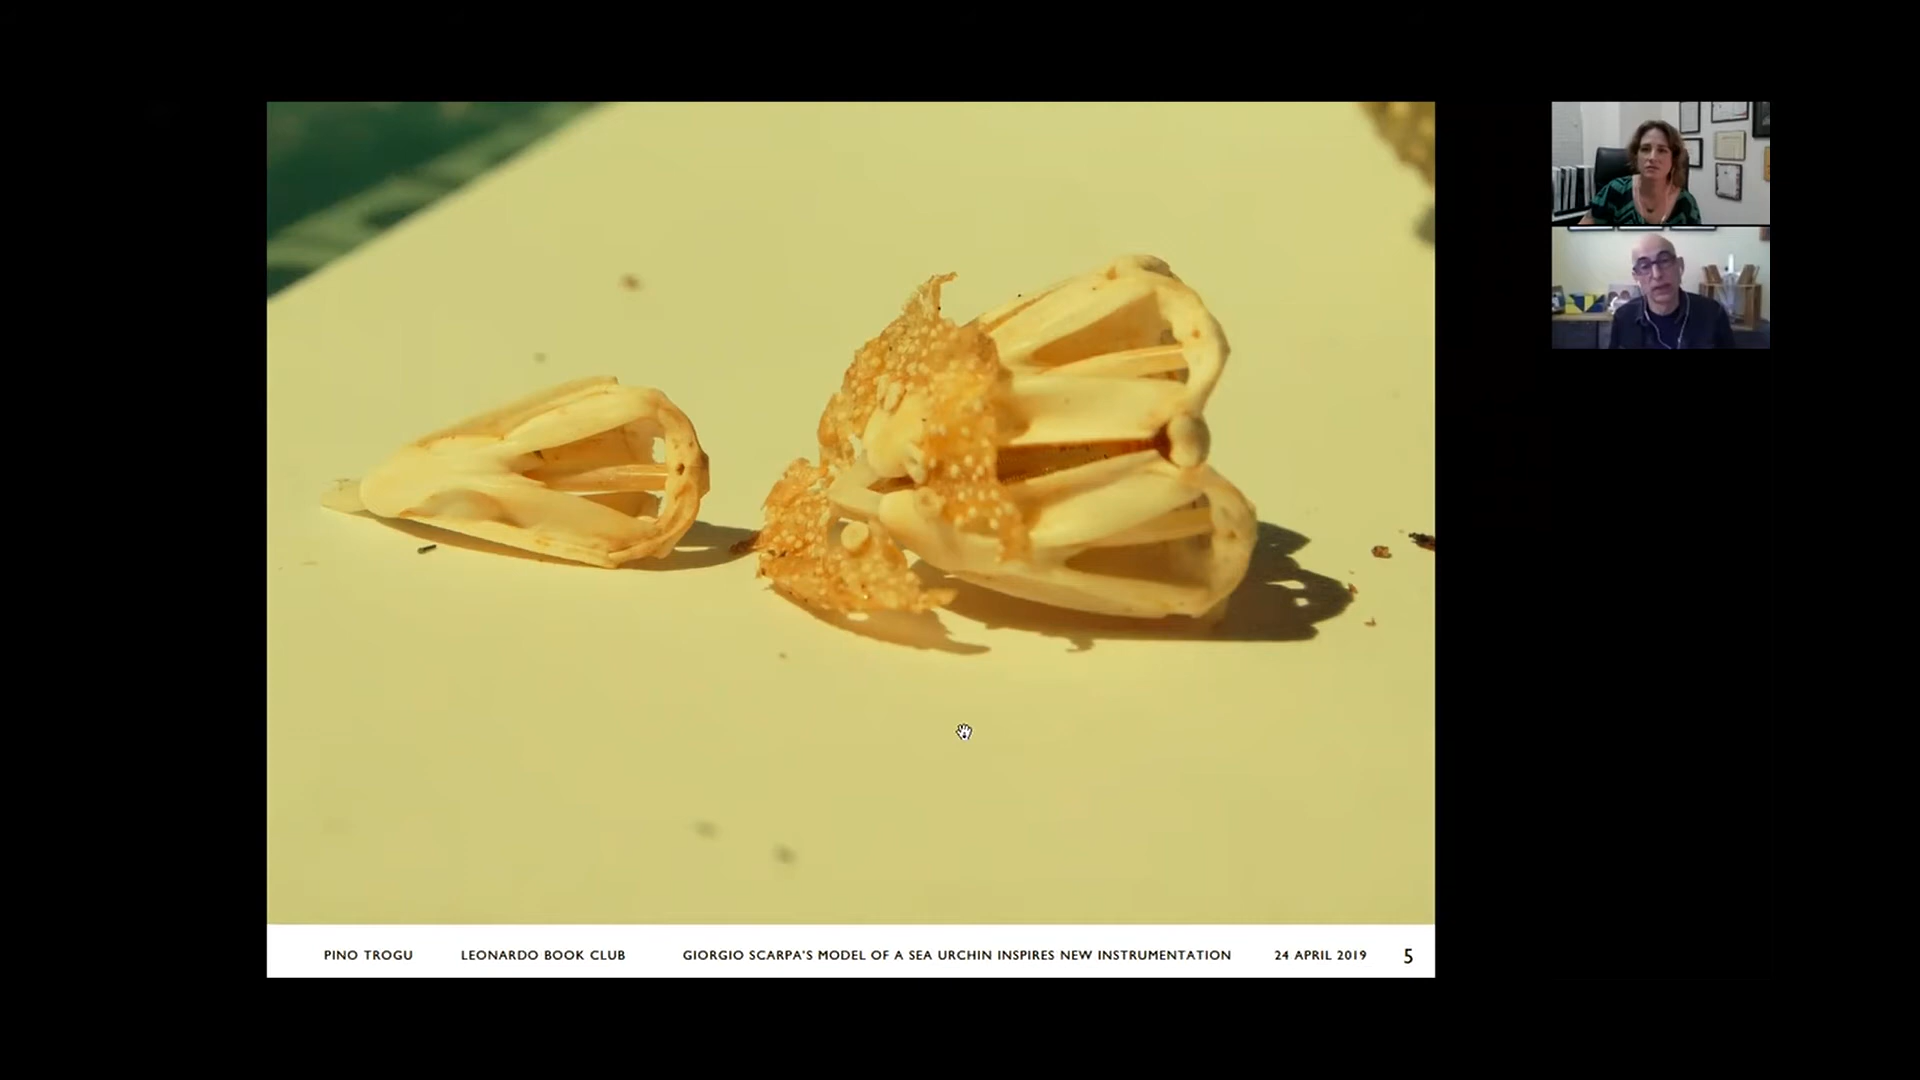 PINO TROGU LEONARDO BOOK CLUB GIORGIO SCARPA'S MODEL OF A SEA URCHIN INSPIRES NEW INSTRUMENTATION 24 APRIL 2019 5